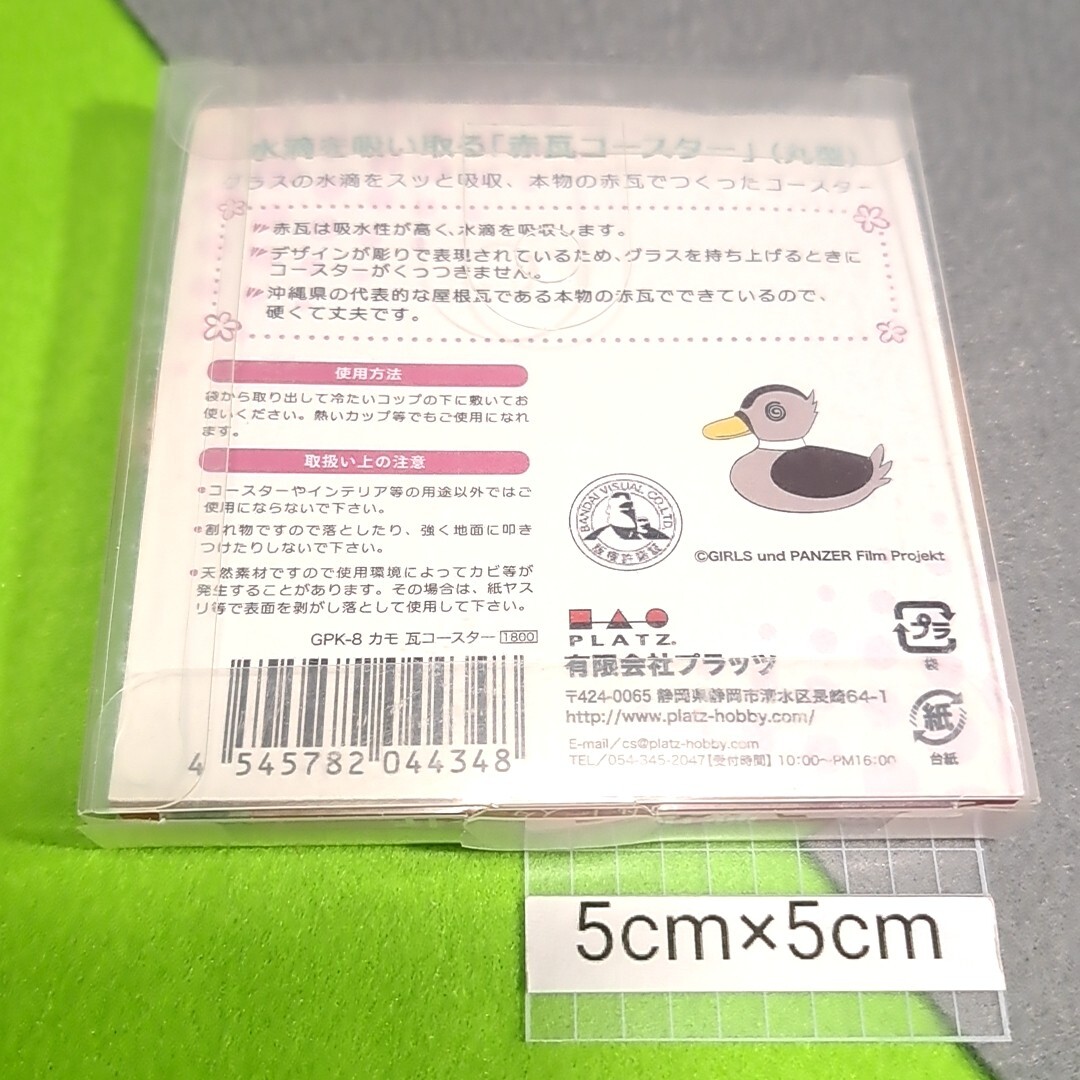 水滴を吸い取る「赤瓦コースター」(丸型)
グラスの水滴をスッと吸収、本物の赤瓦でつくったコースター
赤瓦は吸水性が高く、水滴を吸収します。
デザインが彫りで表現されているため、グラスを持ち上げるときに
コースターがくっつきません。
沖縄県の代表的な屋根瓦である本物の赤瓦でできているので、
硬くて丈夫です。
使用方法
袋から取り出して冷たいコップの下に敷いてお
使いください。熱いカップ等でもご使用になれ
ます。
取扱い上の注意
コースターやインテリア等の用途以外ではご
使用にならないで下さい。
割れ物ですので落としたり、強く地面に叩き
つけたりしないで下さい。
天然素材ですので使用環境によってカビ等が
発生することがあります。その場合は、紙ヤス
リ等で表面を剥がし落として使用して下さい。
GPK-8 カモ 瓦コースター 1800
4 545782 044348
BANDAI VISUAL CO.,LTD
版権許諾証
©GIRLS und PANZER Film Projekt
PLATZ®
有限会社プラッツ
〒424-0065 静岡県静岡市清水区長崎64-1
http://www.platz-hobby.com/
E-mail/cs@platz-hobby.com
TEL/054-345-2047【受付時間】10:00~PM16:00
プラ
袋
紙
台紙
5cm×5cm